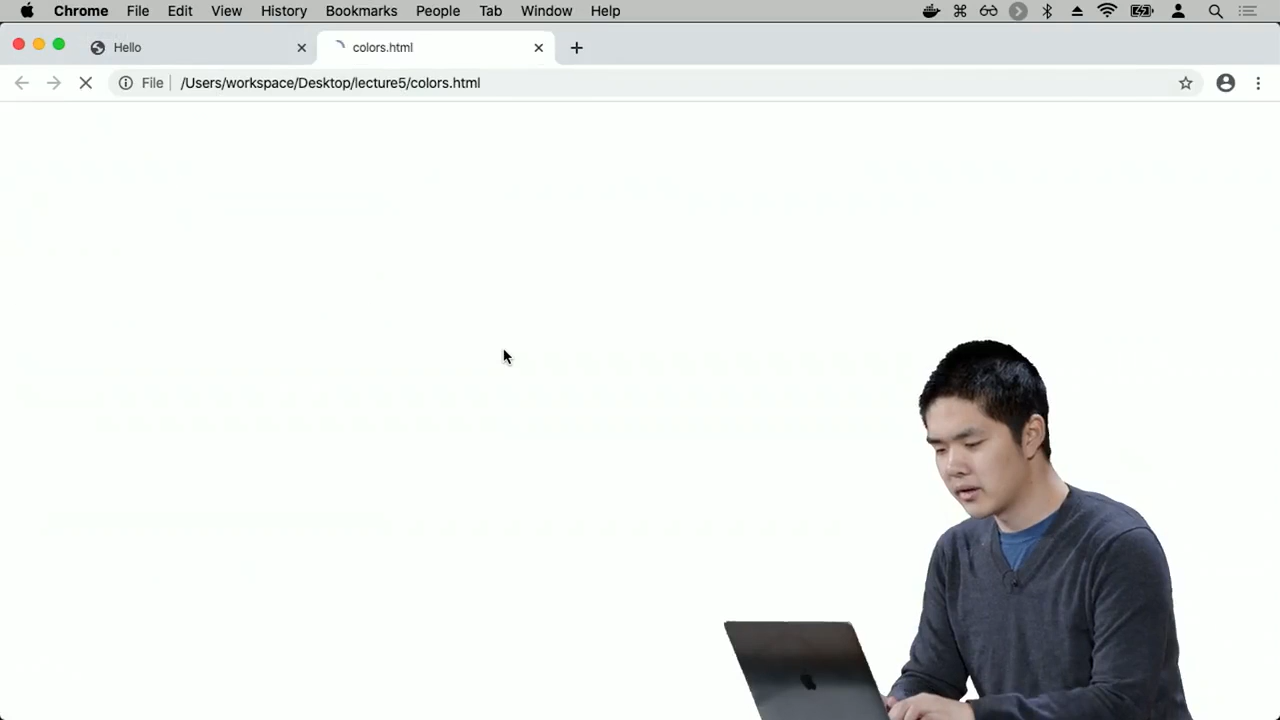 Chrome File Edit View History Bookmarks People Tab Window Help
Hello colors.html
File /Users/workspace/Desktop/lecture5/colors.html